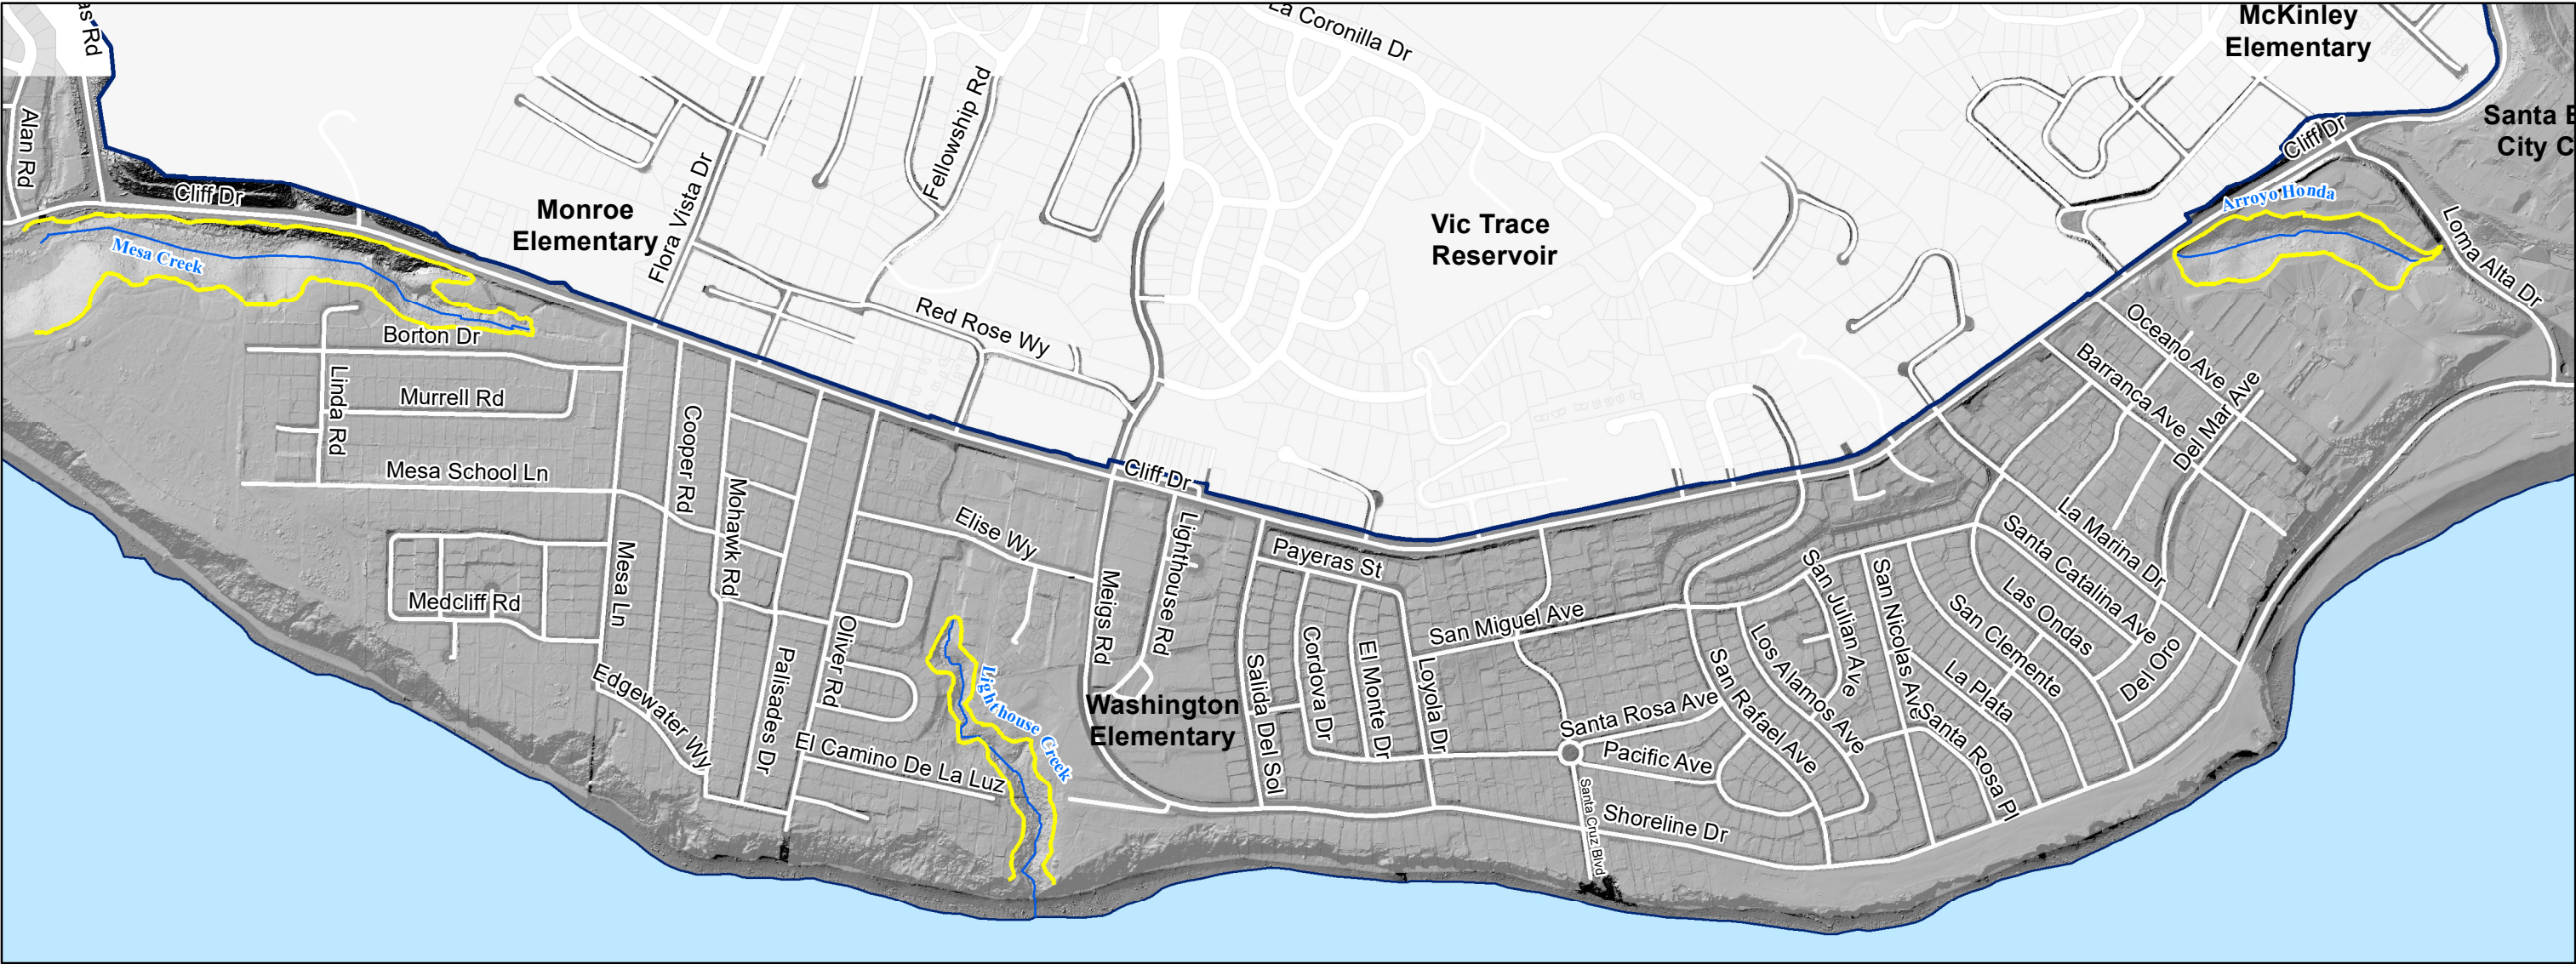 as Rd
La Coronilla Dr
McKinley
Elementary
Alan Rd
Fellowship Rd
Santa B
City C
Cliff Dr
Cliff Dr
Arroyo Honda
Monroe
Elementary
Flora Vista Dr
Vic Trace
Reservoir
Loma Alta Dr
Mesa Creek
Red Rose Wy
Borton Dr
Oceano Ave
Barranca Ave
Del Mar Ave
Linda Rd
Murrell Rd
Cooper Rd
Mesa School Ln
Mohawk Rd
Cliff Dr
Elise Wy
Lighthouse Rd
Payeras St
La Marina Dr
Santa Catalina Ave
Mesa Ln
Meigs Rd
Medcliff Rd
San Miguel Ave
San Julian Ave
San Nicolas Ave
San Clemente
Las Ondas
Del Oro
Oliver Rd
Palisades Dr
Edgewater Wy
Lighthouse Creek
Washington
Elementary
Salida Del Sol
Cordova Dr
El Monte Dr
Loyola Dr
Los Alamos Ave
San Rafael Ave
La Plata
Santa Rosa Ave
Santa Rosa Pl
Pacific Ave
El Camino De La Luz
Santa Cruz Blvd
Shoreline Dr